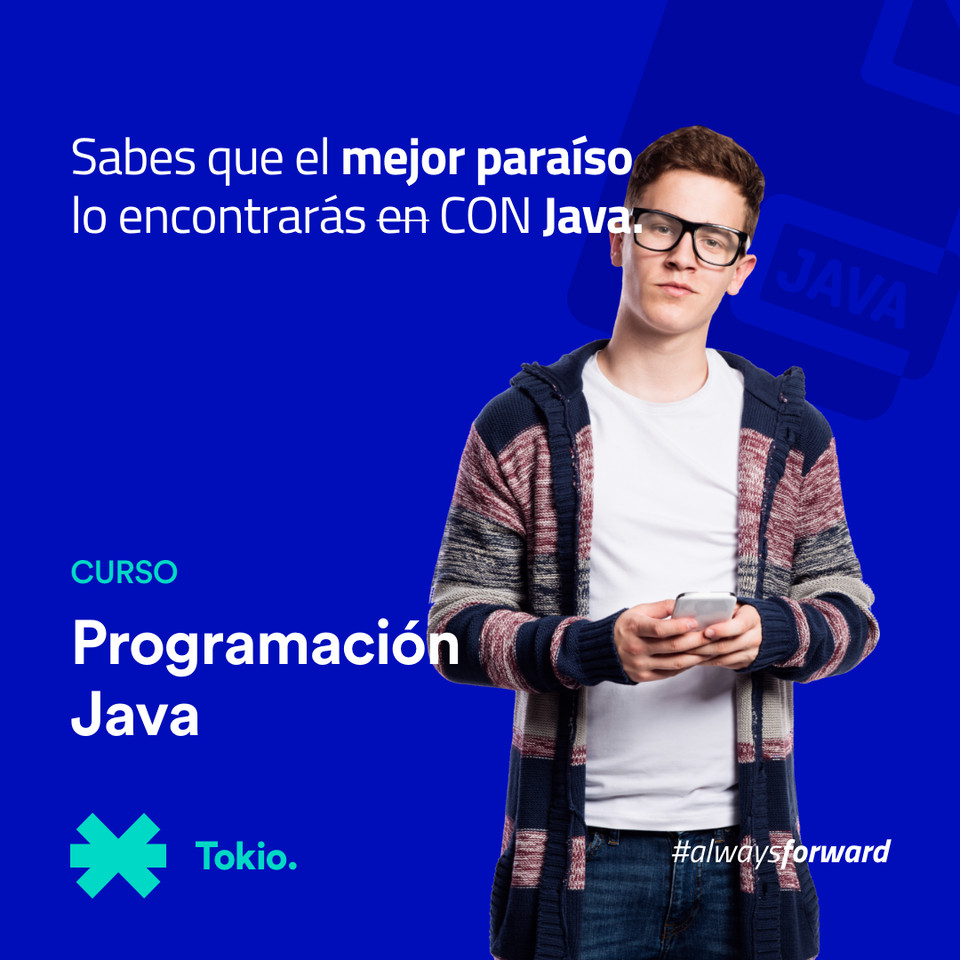 Sabes que el mejor paraíso
lo encontrarás en CON Java.
JAVA
CURSO
Programación
Java
Tokio.
#alwaysforward